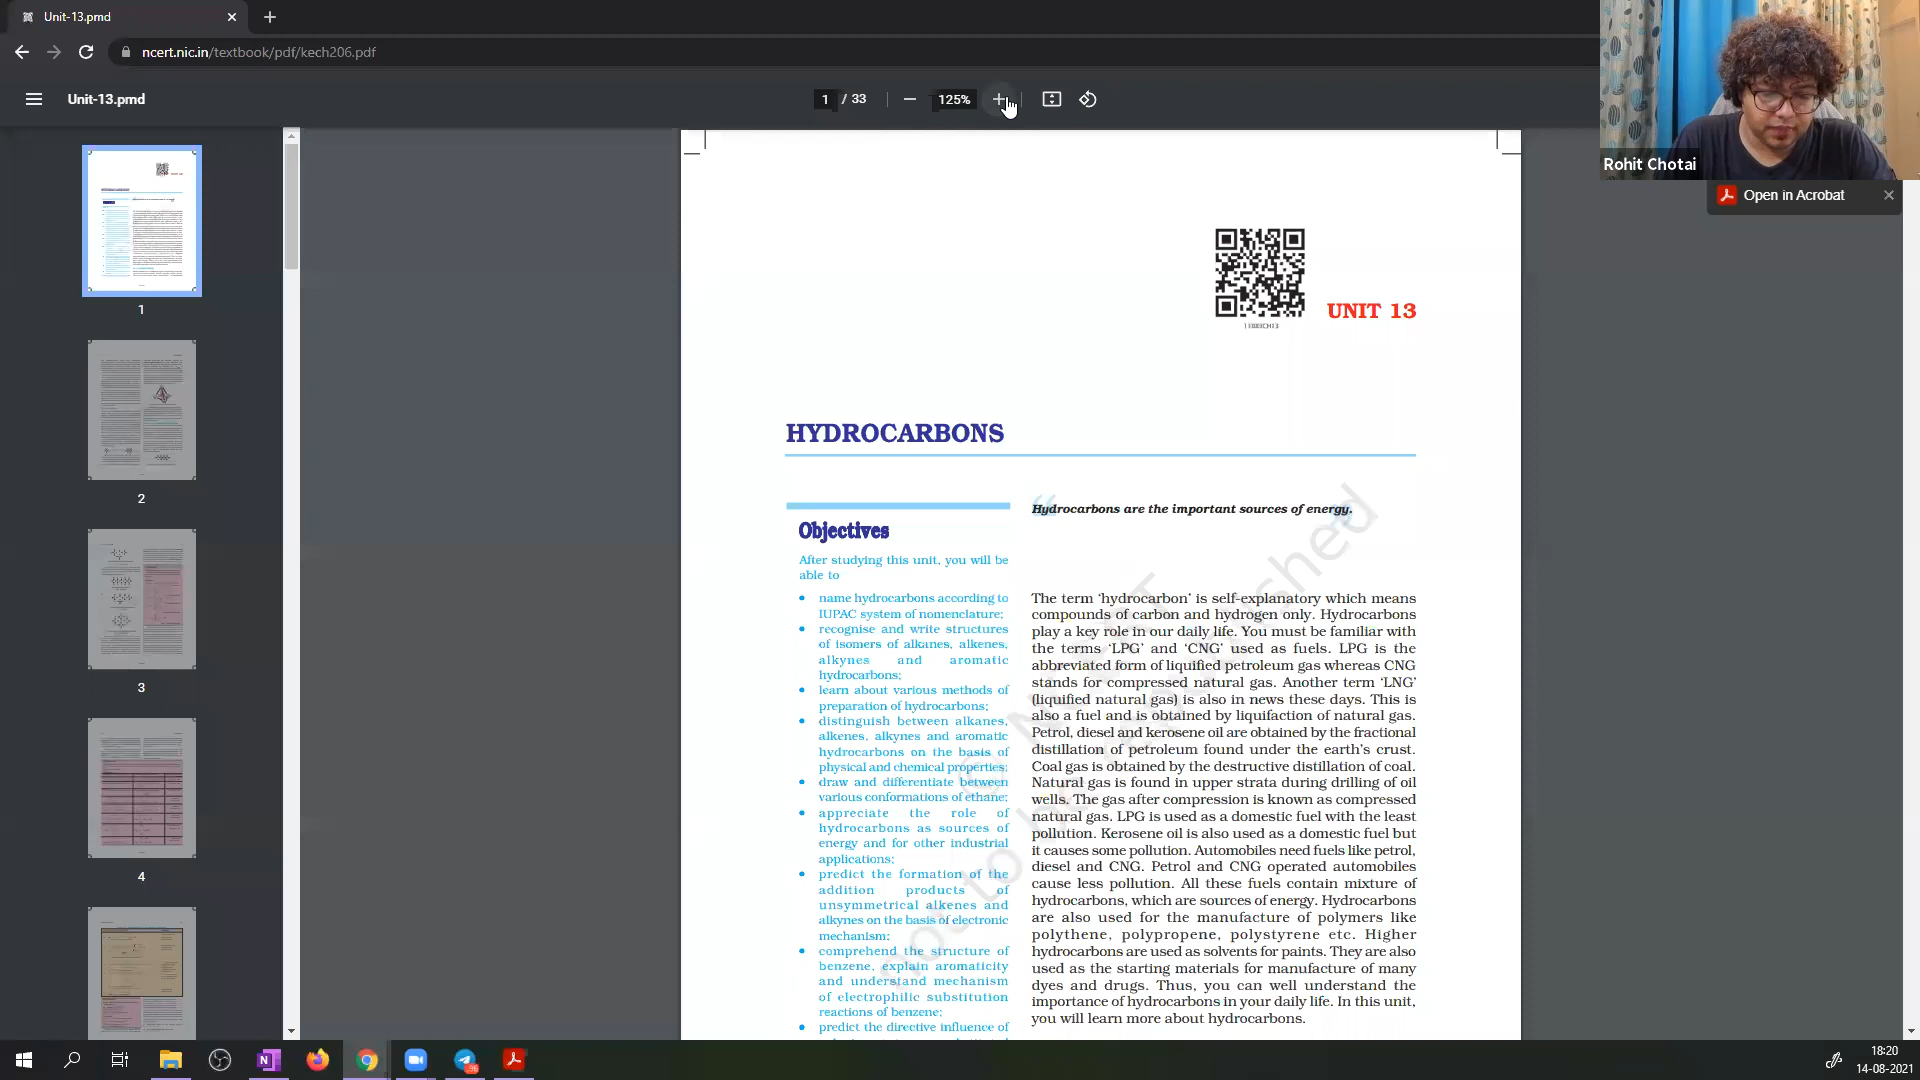 Unit-13.pmd
ncert.nic.in/textbook/pdf/kech206.pdf
Unit-13.pmd
1 / 33
125%
Rohit Chotai
Open in Acrobat
1
2
3
4
UNIT 13
HYDROCARBONS
Objectives
After studying this unit, you will be
able to
• name hydrocarbons according to
IUPAC system of nomenclature;
• recognise and write structures
of isomers of alkanes, alkenes,
alkynes and aromatic
hydrocarbons;
• learn about various methods of
preparation of hydrocarbons;
• distinguish between alkanes,
alkenes, alkynes and aromatic
hydrocarbons on the basis of
physical and chemical properties;
• draw and differentiate between
various conformations of ethane;
• appreciate the role of
hydrocarbons as sources of
energy and for other industrial
applications;
• predict the formation of the
addition products of
unsymmetrical alkenes and
alkynes on the basis of electronic
mechanism;
• comprehend the structure of
benzene, explain aromaticity
and understand mechanism
of electrophilic substitution
reactions of benzene;
• predict the directive influence of
“Hydrocarbons are the important sources of energy.”
The term ‘hydrocarbon’ is self-explanatory which means
compounds of carbon and hydrogen only. Hydrocarbons
play a key role in our daily life. You must be familiar with
the terms ‘LPG’ and ‘CNG’ used as fuels. LPG is the
abbreviated form of liquified petroleum gas whereas CNG
stands for compressed natural gas. Another term ‘LNG’
(liquified natural gas) is also in news these days. This is
also a fuel and is obtained by liquifaction of natural gas.
Petrol, diesel and kerosene oil are obtained by the fractional
distillation of petroleum found under the earth’s crust.
Coal gas is obtained by the destructive distillation of coal.
Natural gas is found in upper strata during drilling of oil
wells. The gas after compression is known as compressed
natural gas. LPG is used as a domestic fuel with the least
pollution. Kerosene oil is also used as a domestic fuel but
it causes some pollution. Automobiles need fuels like petrol,
diesel and CNG. Petrol and CNG operated automobiles
cause less pollution. All these fuels contain mixture of
hydrocarbons, which are sources of energy. Hydrocarbons
are also used for the manufacture of polymers like
polythene, polypropene, polystyrene etc. Higher
hydrocarbons are used as solvents for paints. They are also
used as the starting materials for manufacture of many
dyes and drugs. Thus, you can well understand the
importance of hydrocarbons in your daily life. In this unit,
you will learn more about hydrocarbons.
not to be republished
18:20
14-08-2021